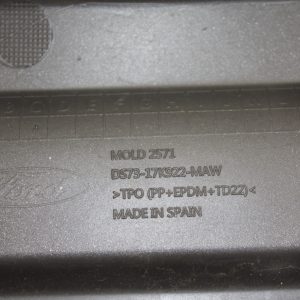 MOLD 2571
DS73-17K922-MAW
>TPO (PP+EPDM+TD22)<
MADE IN SPAIN